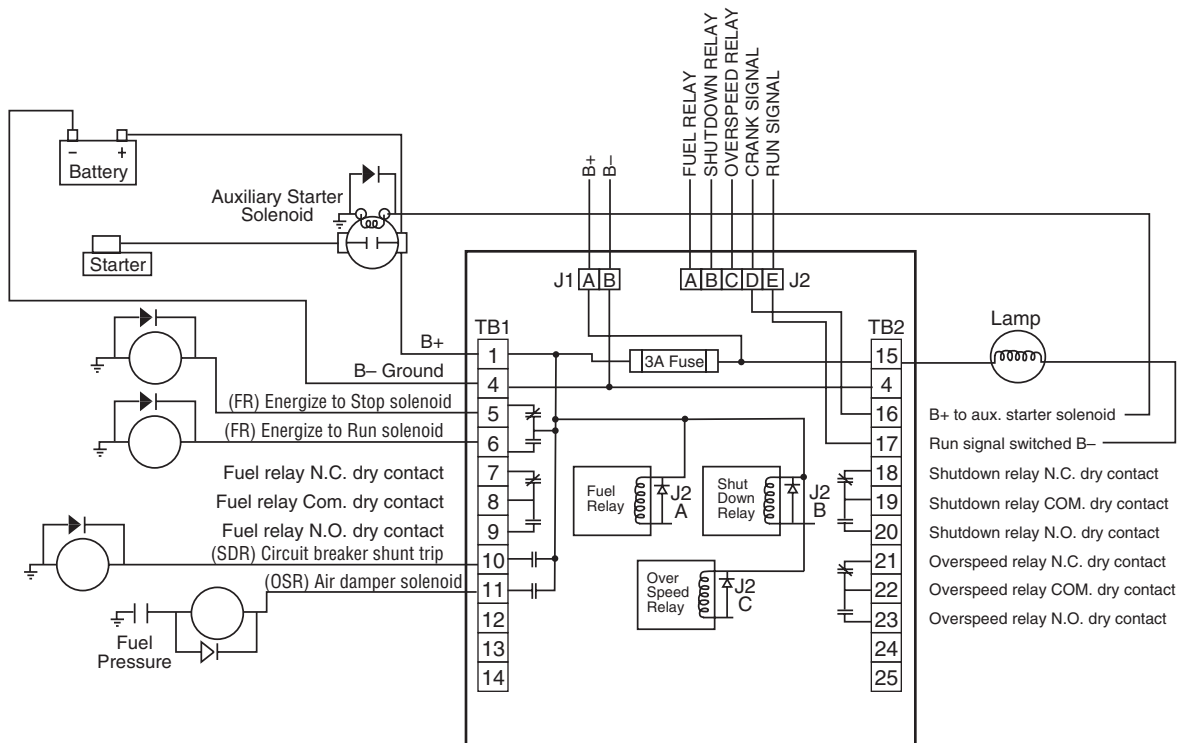 FUEL RELAY
SHUTDOWN RELAY
OVERSPEED RELAY
CRANK SIGNAL
RUN SIGNAL
B+
B–
– +
Battery
Auxiliary Starter
Solenoid
Starter
J1 A B
A B C D E J2
TB1
TB2
Lamp
B+
1
3A Fuse
15
B– Ground
4
4
(FR) Energize to Stop solenoid
5
16
B+ to aux. starter solenoid
(FR) Energize to Run solenoid
6
17
Run signal switched B–
Fuel relay N.C. dry contact
7
18
Shutdown relay N.C. dry contact
Fuel relay Com. dry contact
8
19
Shutdown relay COM. dry contact
Fuel relay N.O. dry contact
9
20
Shutdown relay N.O. dry contact
Fuel
Relay
J2
A
Shut
Down
Relay
J2
B
(SDR) Circuit breaker shunt trip
10
21
Overspeed relay N.C. dry contact
(OSR) Air damper solenoid
11
22
Overspeed relay COM. dry contact
Over
Speed
Relay
J2
C
12
23
Overspeed relay N.O. dry contact
Fuel
Pressure
13
24
14
25